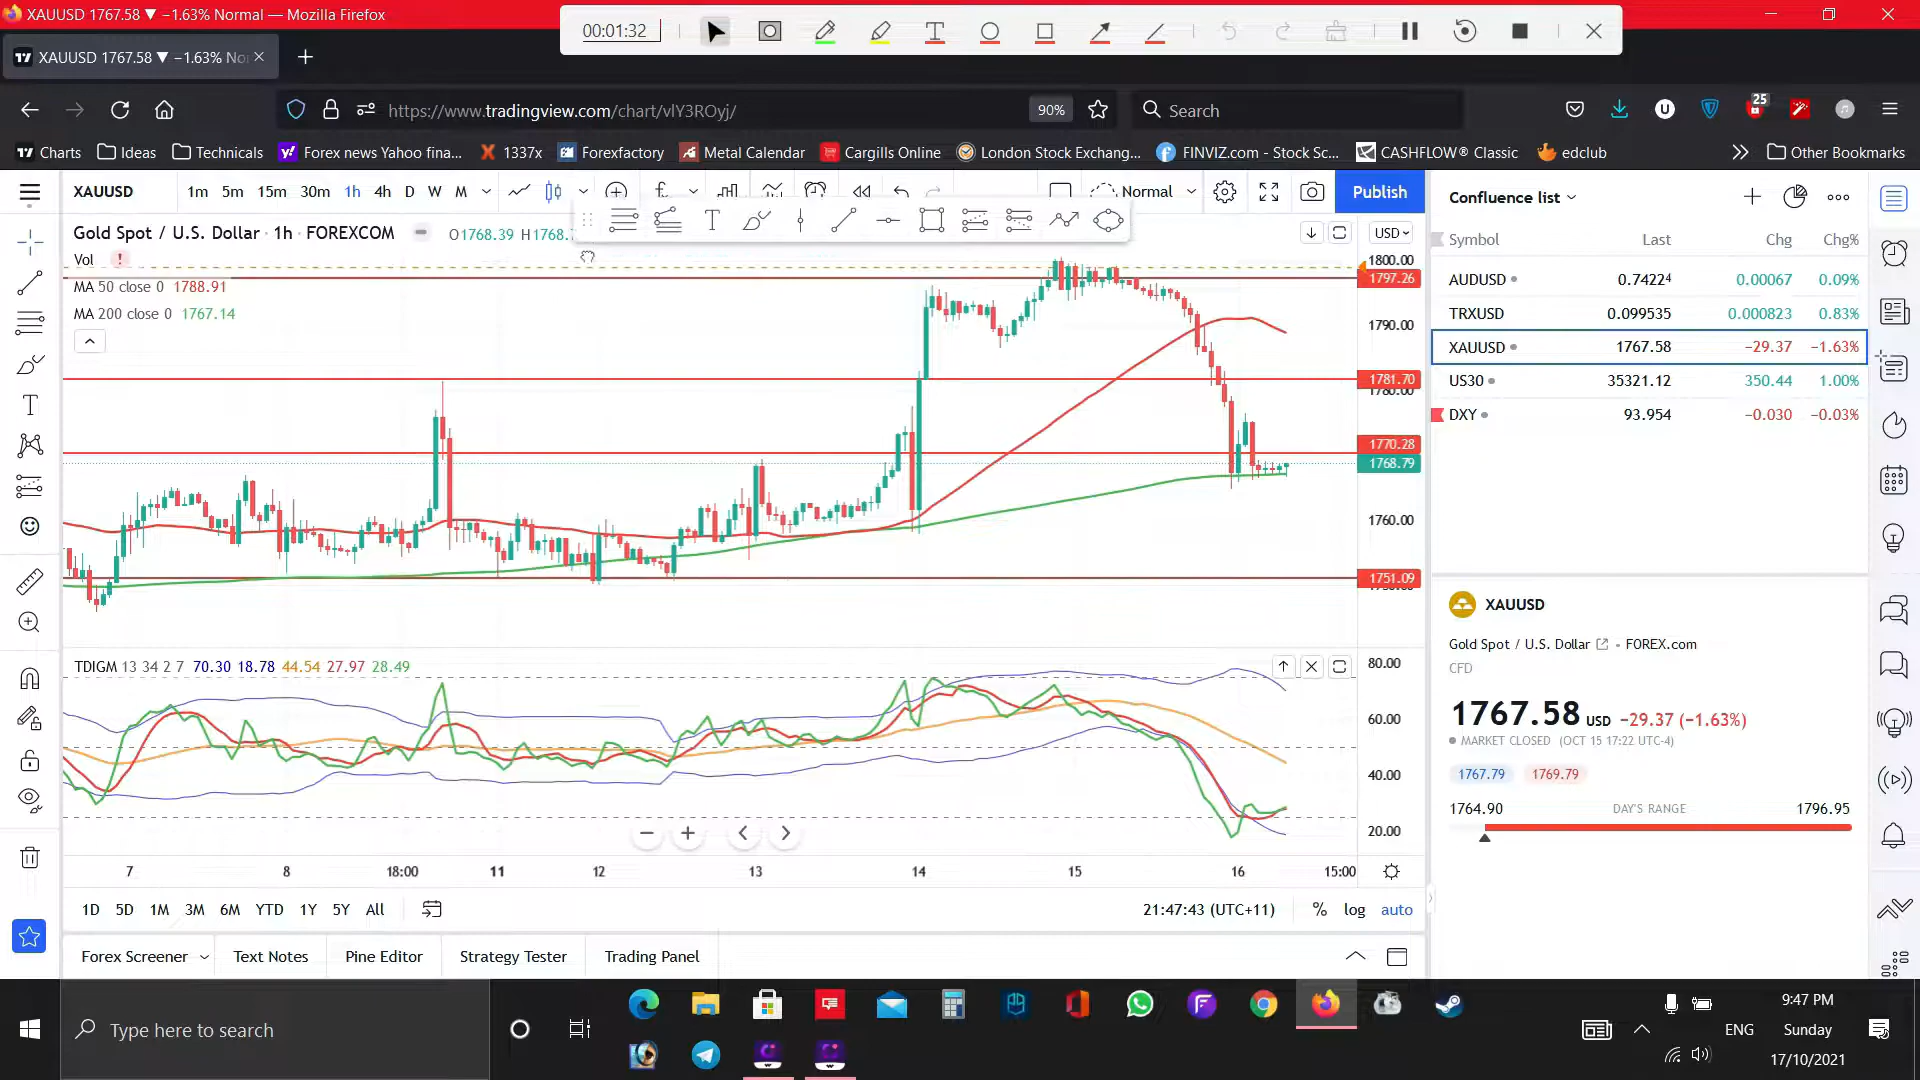 XAUUSD 1767.58 ▼ −1.63% Normal — Mozilla Firefox
00:01:32
XAUUSD 1767.58 ▼ −1.63% No
https://www.tradingview.com/chart/vlY3ROyj/
90%
Search
25
Charts
Ideas
Technicals
Forex news Yahoo fina...
1337x
Forexfactory
Metal Calendar
Cargills Online
London Stock Exchang...
FINVIZ.com - Stock Sc...
CASHFLOW® Classic
edclub
Other Bookmarks
XAUUSD
1m 5m 15m 30m 1h 4h D W M
Normal
Publish
Gold Spot / U.S. Dollar · 1h · FOREXCOM
O1768.39 H1768.
USD
Vol
MA 50 close 0 1788.91
MA 200 close 0 1767.14
1800.00
1797.26
1790.00
1781.70
1780.00
1770.28
1768.79
1760.00
1751.09
TDIGM 13 34 2 7 70.30 18.78 44.54 27.97 28.49
80.00
60.00
40.00
20.00
7 8 18:00 11 12 13 14 15 16 15:00
1D 5D 1M 3M 6M YTD 1Y 5Y All
21:47:43 (UTC+11)
% log auto
Forex Screener
Text Notes
Pine Editor
Strategy Tester
Trading Panel
Confluence list
Symbol Last Chg Chg%
AUDUSD 0.74224 0.00067 0.09%
TRXUSD 0.099535 0.000823 0.83%
XAUUSD 1767.58 −29.37 −1.63%
US30 35321.12 350.44 1.00%
DXY 93.954 −0.030 −0.03%
XAUUSD
Gold Spot / U.S. Dollar • FOREX.com
CFD
1767.58 USD −29.37 (−1.63%)
MARKET CLOSED (OCT 15 17:22 UTC-4)
1767.79 1769.79
1764.90 DAY'S RANGE 1796.95
Type here to search
ENG
9:47 PM
Sunday
17/10/2021